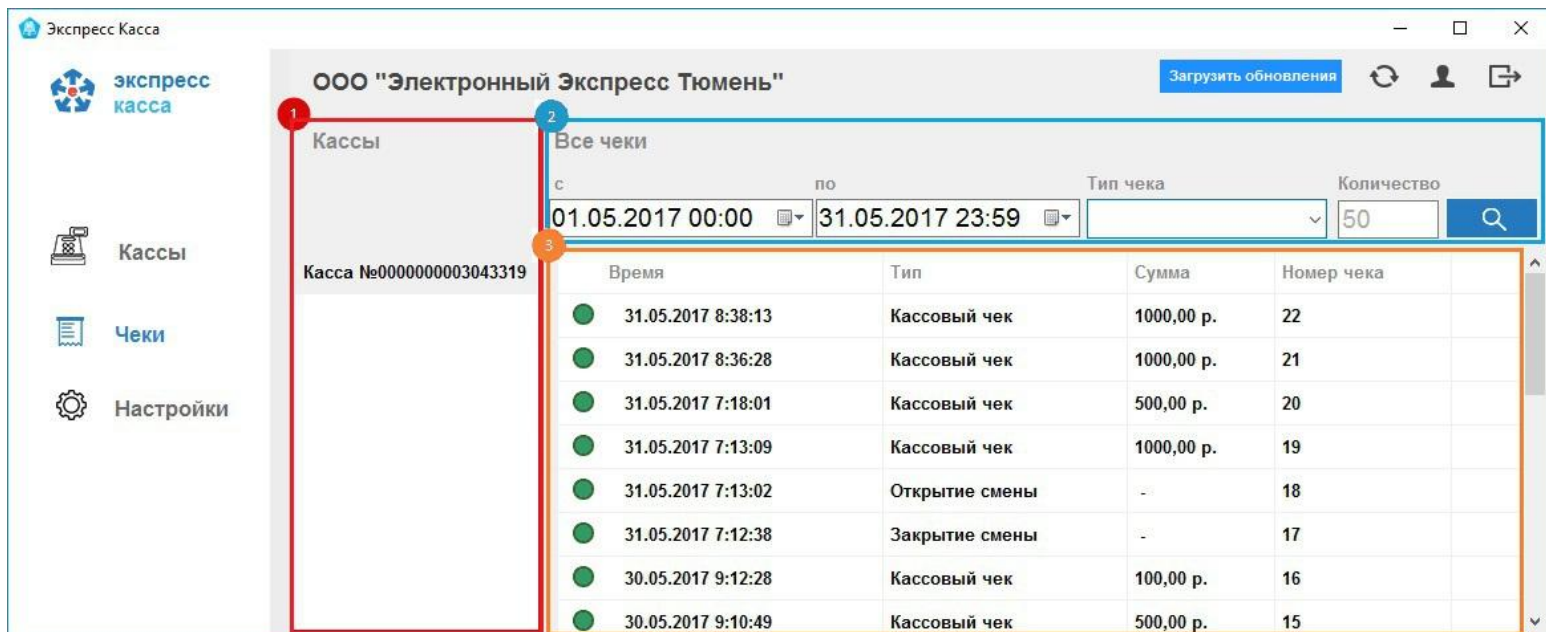 Экспресс Касса
экспресс
касса
ООО "Электронный Экспресс Тюмень"
Загрузить обновления
Кассы
Чеки
Настройки
1
Кассы
Касса №0000000003043319
2
Все чеки
с по Тип чека Количество
01.05.2017 00:00 31.05.2017 23:59 50
3
Время Тип Сумма Номер чека
31.05.2017 8:38:13 Кассовый чек 1000,00 р. 22
31.05.2017 8:36:28 Кассовый чек 1000,00 р. 21
31.05.2017 7:18:01 Кассовый чек 500,00 р. 20
31.05.2017 7:13:09 Кассовый чек 1000,00 р. 19
31.05.2017 7:13:02 Открытие смены - 18
31.05.2017 7:12:38 Закрытие смены - 17
30.05.2017 9:12:28 Кассовый чек 100,00 р. 16
30.05.2017 9:10:49 Кассовый чек 500,00 р. 15